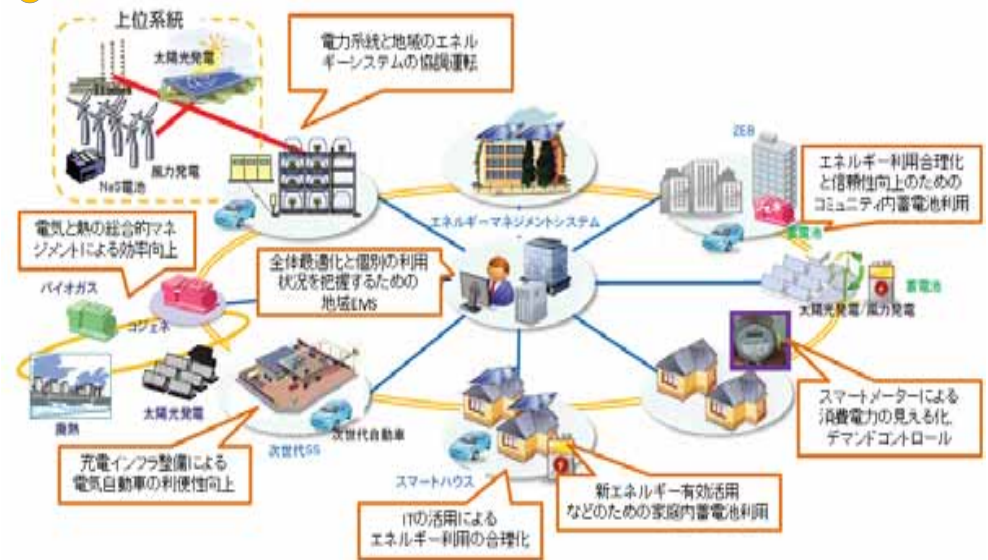 上位系統
太陽光発電
風力発電
NaS電池
電力系統と地域のエネル
ギーシステムの協調運転
ZEB
エネルギー利用合理化
と信頼性向上のための
コミュニティ内蓄電池利用
蓄電池
エネルギーマネジメントシステム
電気と熱の総合的マネ
ジメントによる効率向上
全体最適化と個別の利用
状況を把握するための
地域EMS
バイオガス
コジェネ
蓄電池
太陽光発電/風力発電
廃熱
太陽光発電
次世代自動車
次世代SS
スマートメーターによる
消費電力の見える化,
デマンドコントロール
充電インフラ整備による
電気自動車の利便性向上
スマートハウス
新エネルギー有効活用
などのための家庭内蓄電池利用
ITの活用による
エネルギー利用の合理化